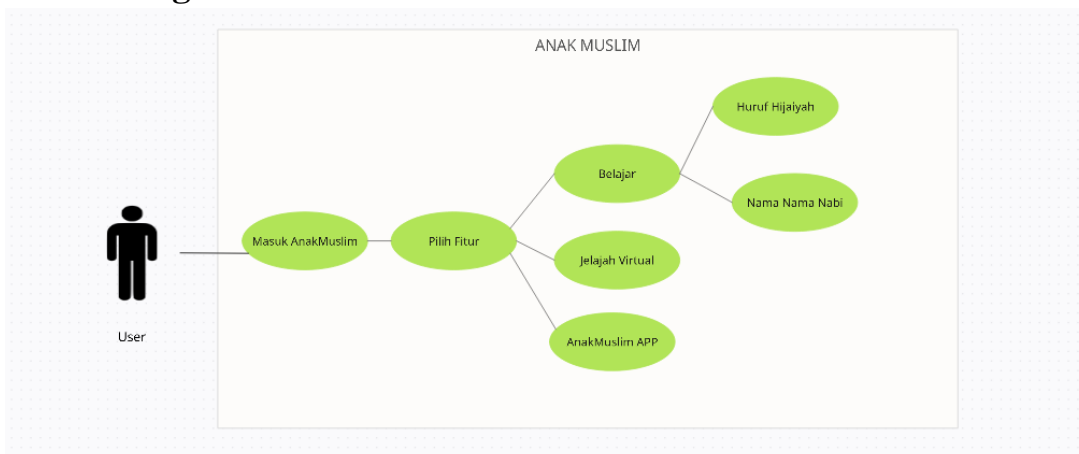 ANAK MUSLIM
Huruf Hijaiyah
Belajar
Nama Nama Nabi
Masuk AnakMuslim
Pilih Fitur
Jelajah Virtual
AnakMuslim APP
User